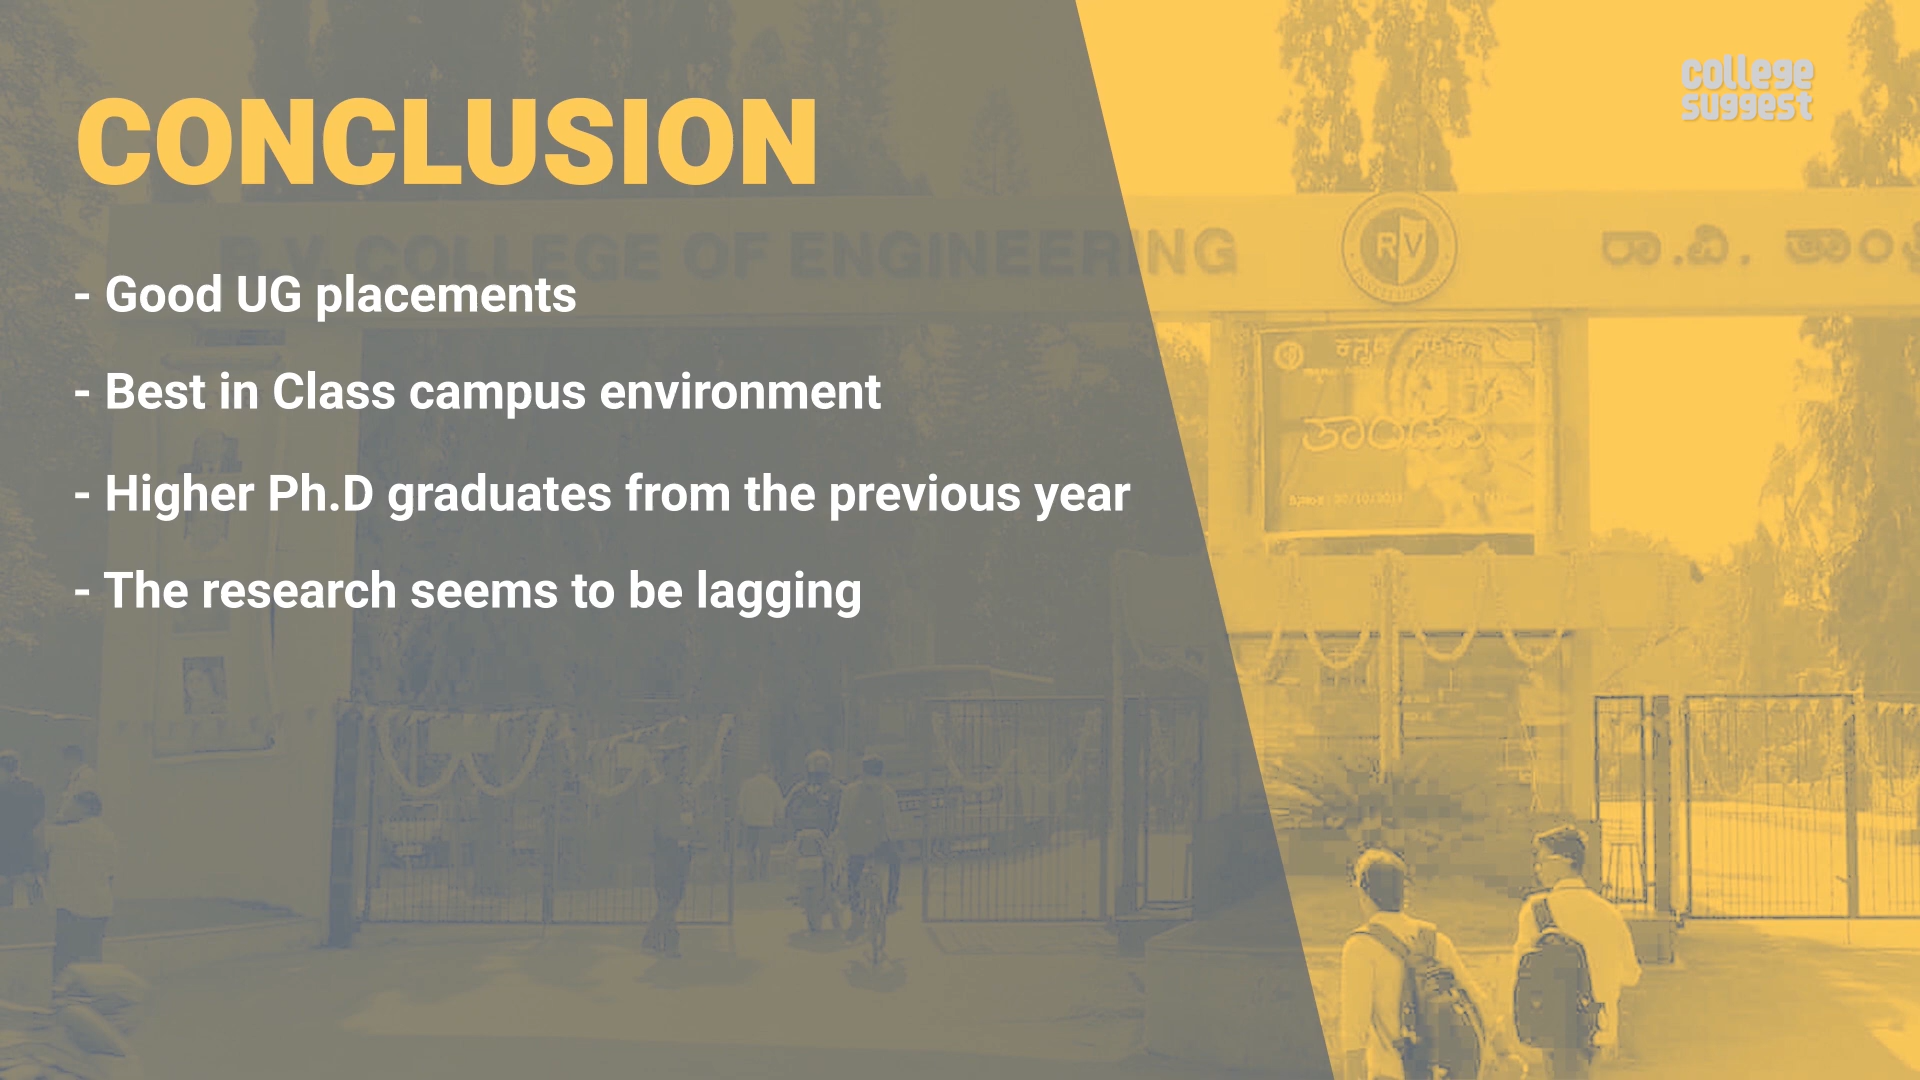 college
suggest
CONCLUSION
R.V. COLLEGE OF ENGINEERING
RV
ರಾ.ವಿ. ತಾಂ
- Good UG placements
- Best in Class campus environment
- Higher Ph.D graduates from the previous year
- The research seems to be lagging